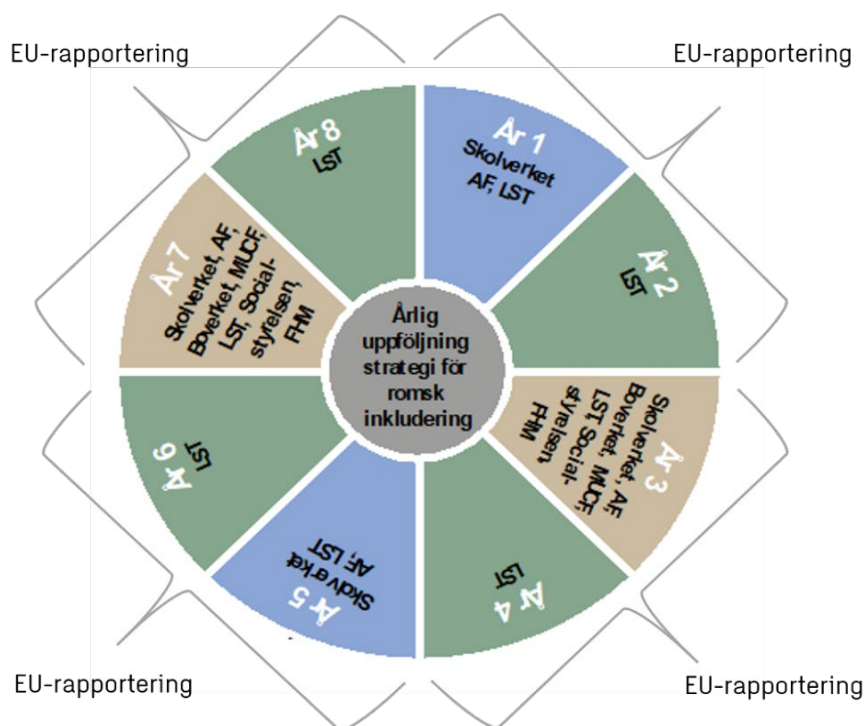 EU-rapportering
EU-rapportering
År 1
Skolverket
AF, LST
År 2
LST
År 3
Skolverket, AF,
Boverket, MUCF,
LST, Social-
styrelsen,
FHM
År 4
LST
År 5
Skolverket
AF, LST
År 6
LST
År 7
Skolverket, AF,
Boverket, MUCF,
LST, Social-
styrelsen,
FHM
År 8
LST
Årlig
uppföljning
strategi för
romsk
inkludering
EU-rapportering
EU-rapportering